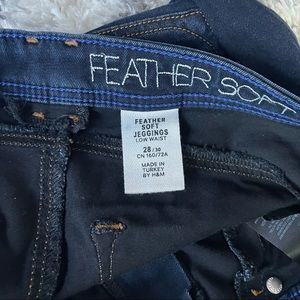 FEATHER SOFT
FEATHER
SOFT
JEGGINGS
LOW WAIST
28/30
CN 160/72A
MADE IN
TURKEY
BY H&M